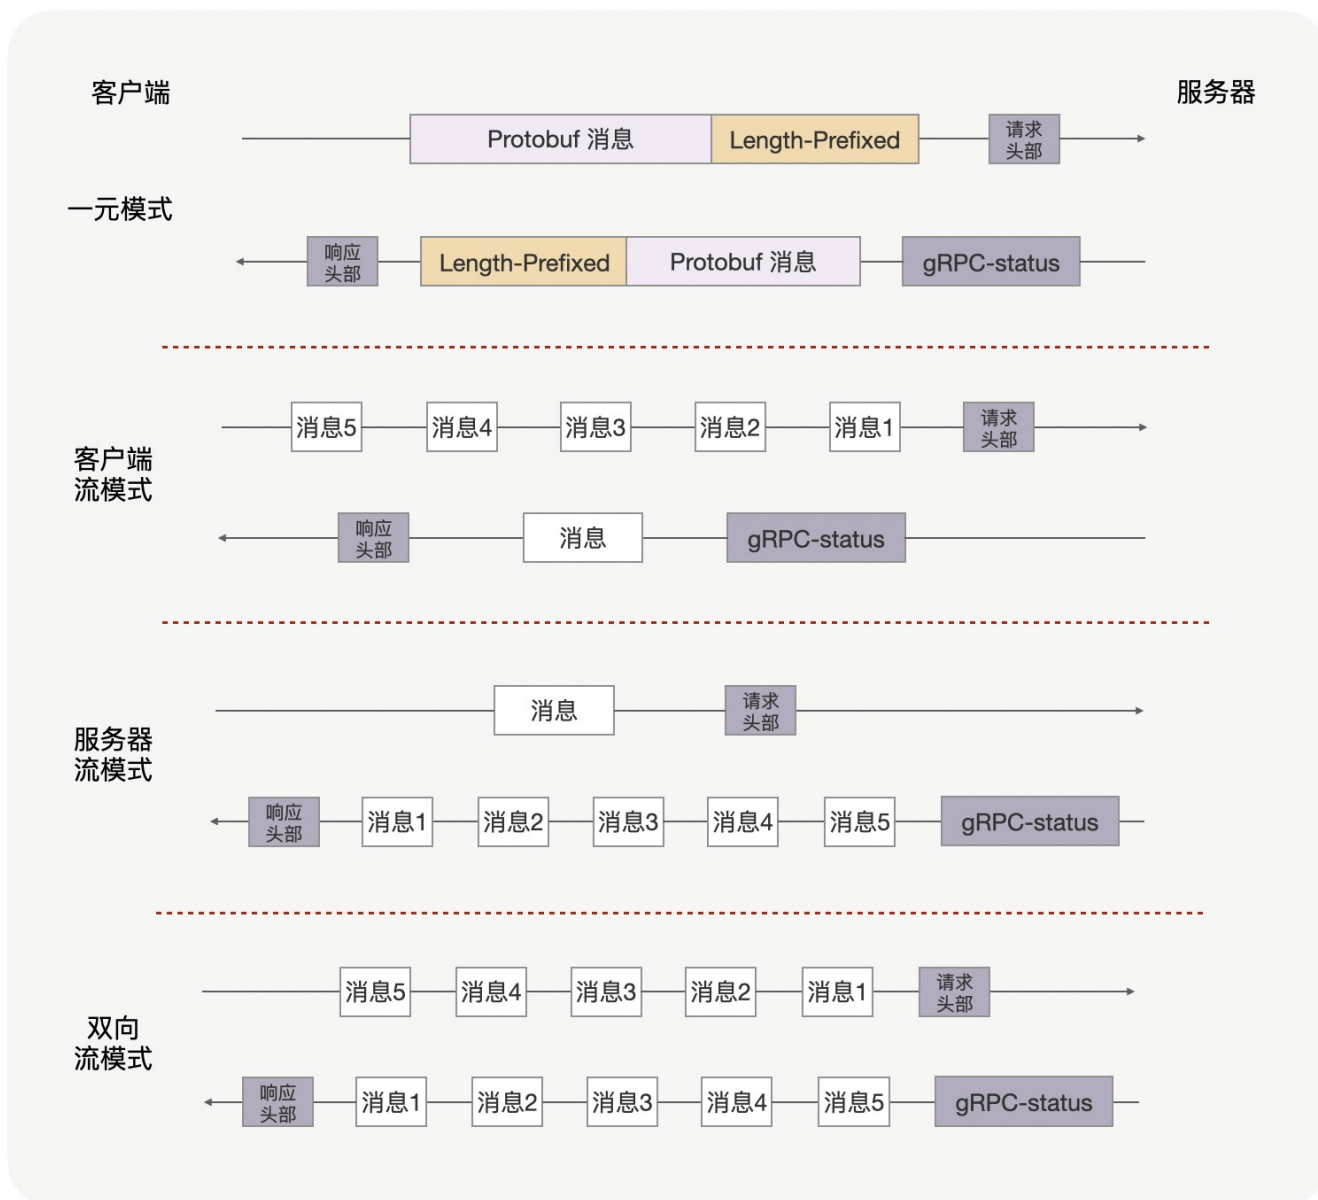 客户端
服务器
Protobuf 消息
Length-Prefixed
请求
头部
一元模式
响应
头部
Length-Prefixed
Protobuf 消息
gRPC-status
消息5
消息4
消息3
消息2
消息1
请求
头部
客户端
流模式
响应
头部
消息
gRPC-status
消息
请求
头部
服务器
流模式
响应
头部
消息1
消息2
消息3
消息4
消息5
gRPC-status
消息5
消息4
消息3
消息2
消息1
请求
头部
双向
流模式
响应
头部
消息1
消息2
消息3
消息4
消息5
gRPC-status